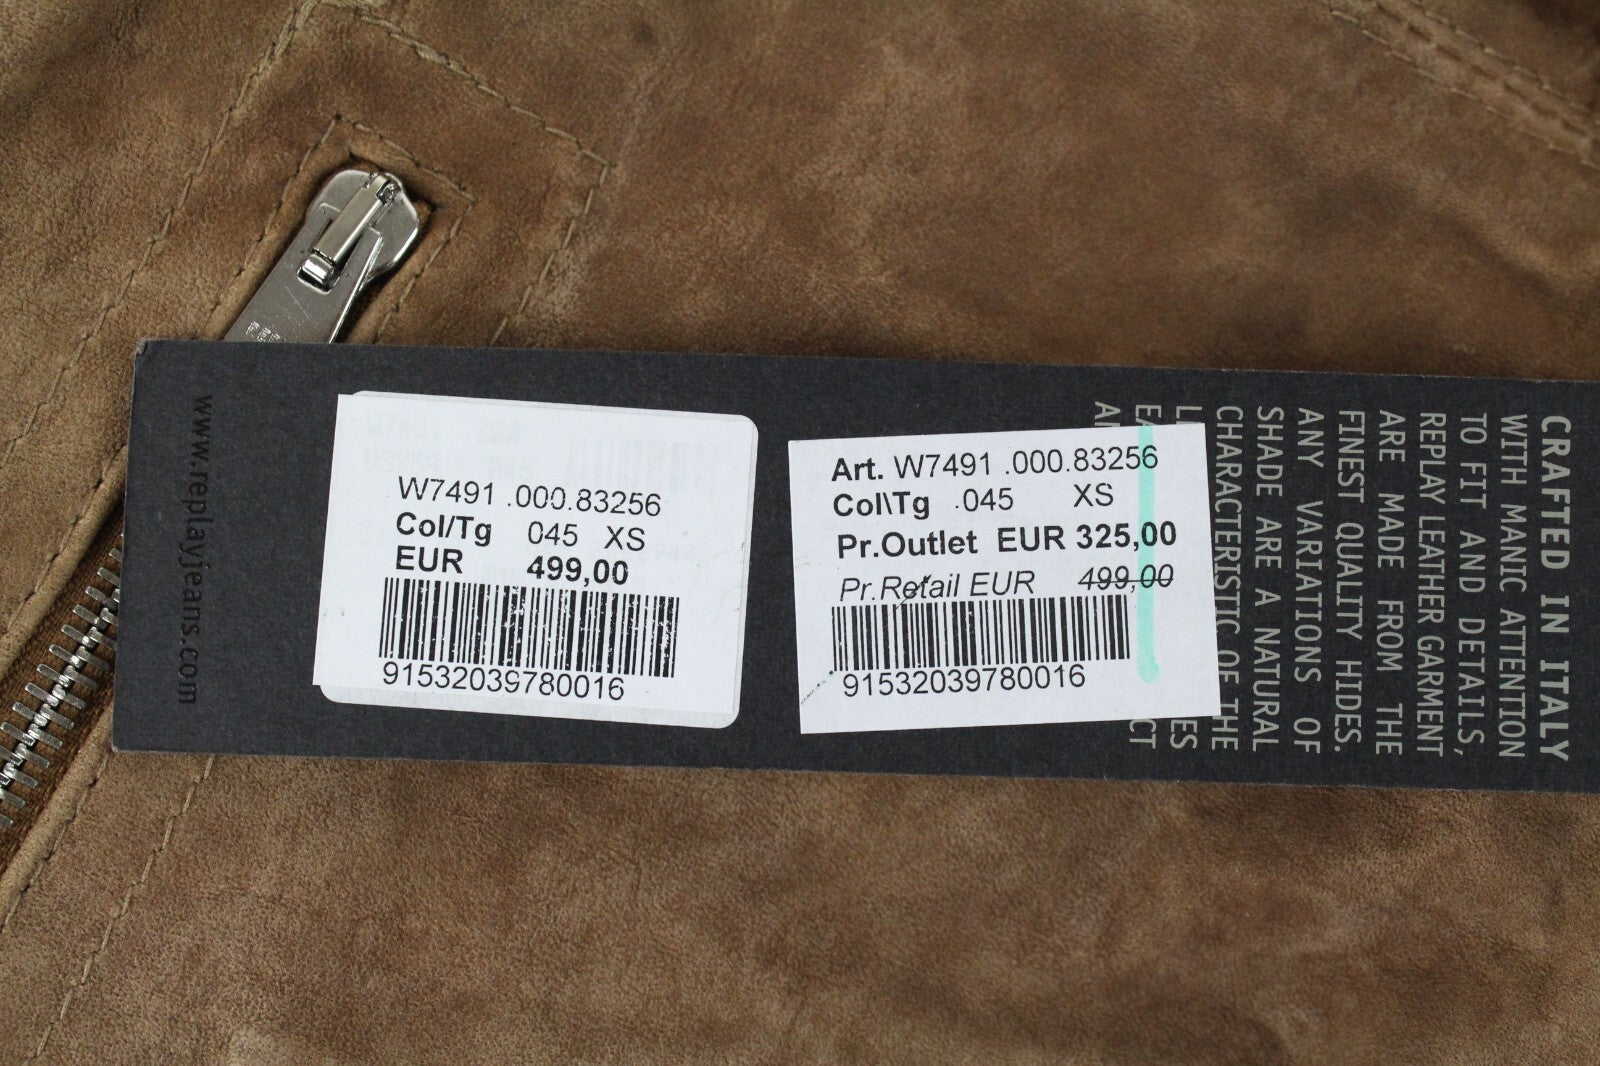 www.replayjeans.com
W7491 .000.83256
Col/Tg 045 XS
EUR 499,00
91532039780016
Art. W7491 .000.83256
Col\Tg .045 XS
Pr.Outlet EUR 325,00
Pr.Retail EUR 499,00
91532039780016
CRAFTED IN ITALY
WITH MANIC ATTENTION
TO FIT AND DETAILS,
REPLAY LEATHER GARMENT
ARE MADE FROM THE
FINEST QUALITY HIDES.
ANY VARIATIONS OF
SHADE ARE A NATURAL
CHARACTERISTIC OF THE